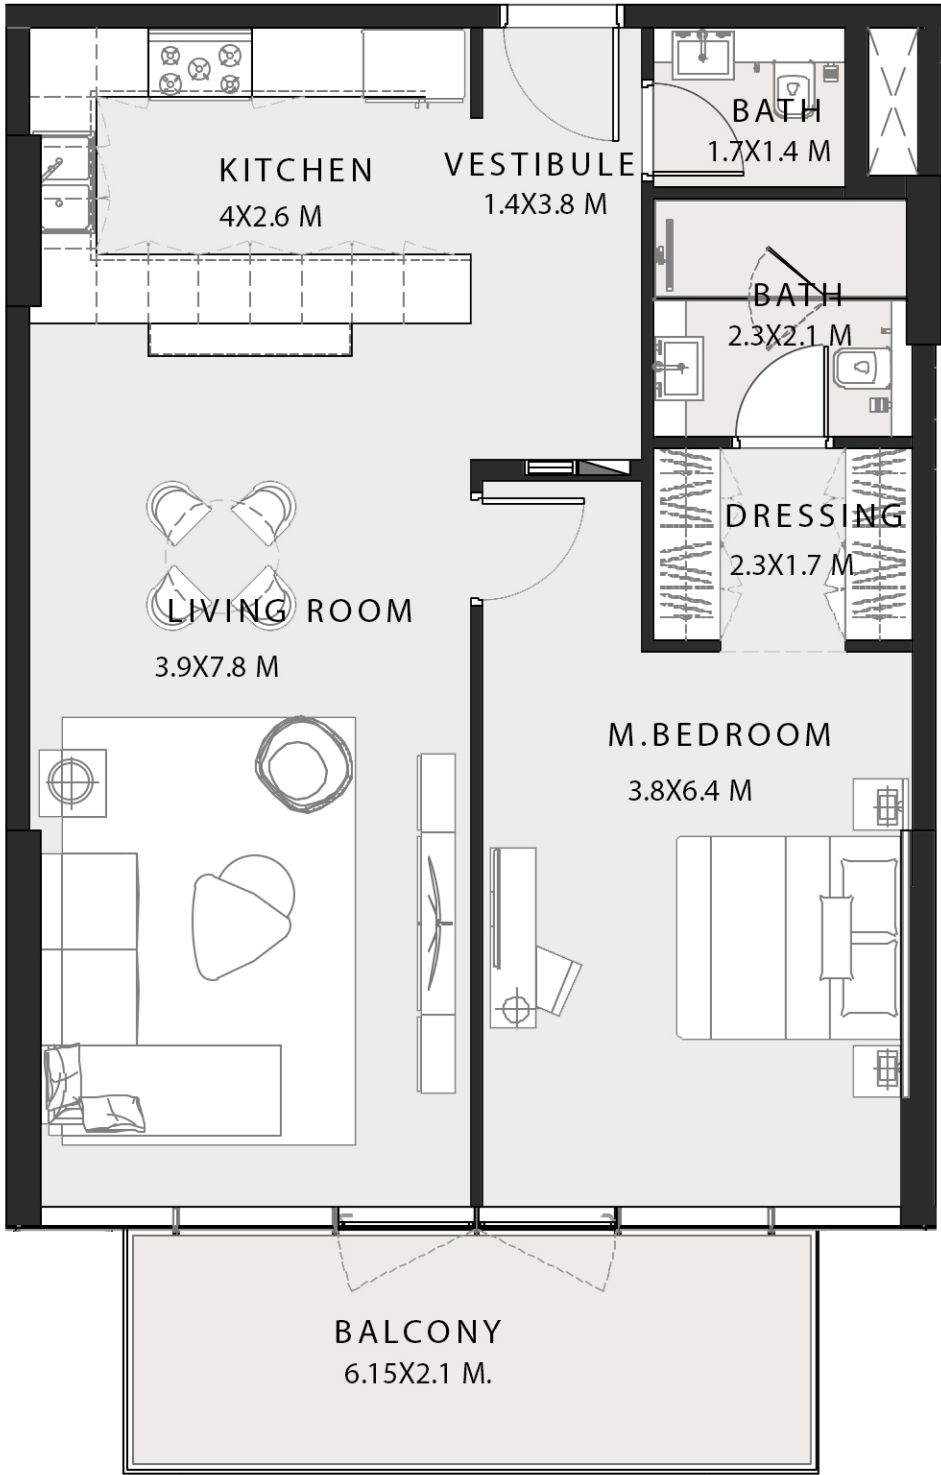 KITCHEN
4X2.6 M
VESTIBULE
1.4X3.8 M
BATH
1.7X1.4 M
BATH
2.3X2.1 M
DRESSING
2.3X1.7 M
LIVING ROOM
3.9X7.8 M
M.BEDROOM
3.8X6.4 M
BALCONY
6.15X2.1 M.